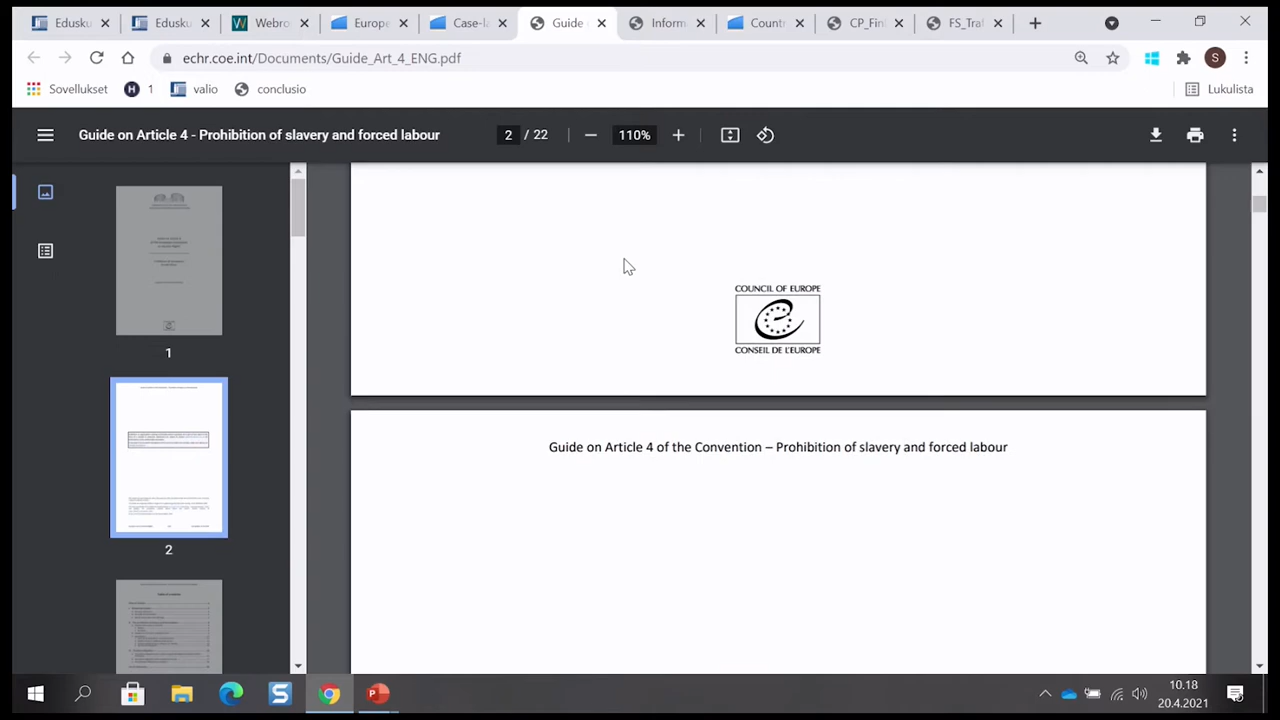 Edusku
Edusku
Webro
Europe
Case-la
Guide
Inform
Countr
CP_Finl
FS_Tra
echr.coe.int/Documents/Guide_Art_4_ENG.pdf
S
Sovellukset
H 1
valio
conclusio
Lukulista
Guide on Article 4 - Prohibition of slavery and forced labour
2 / 22
110%
1
2
COUNCIL OF EUROPE
CONSEIL DE L'EUROPE
Guide on Article 4 of the Convention – Prohibition of slavery and forced labour
S
P
10.18
20.4.2021